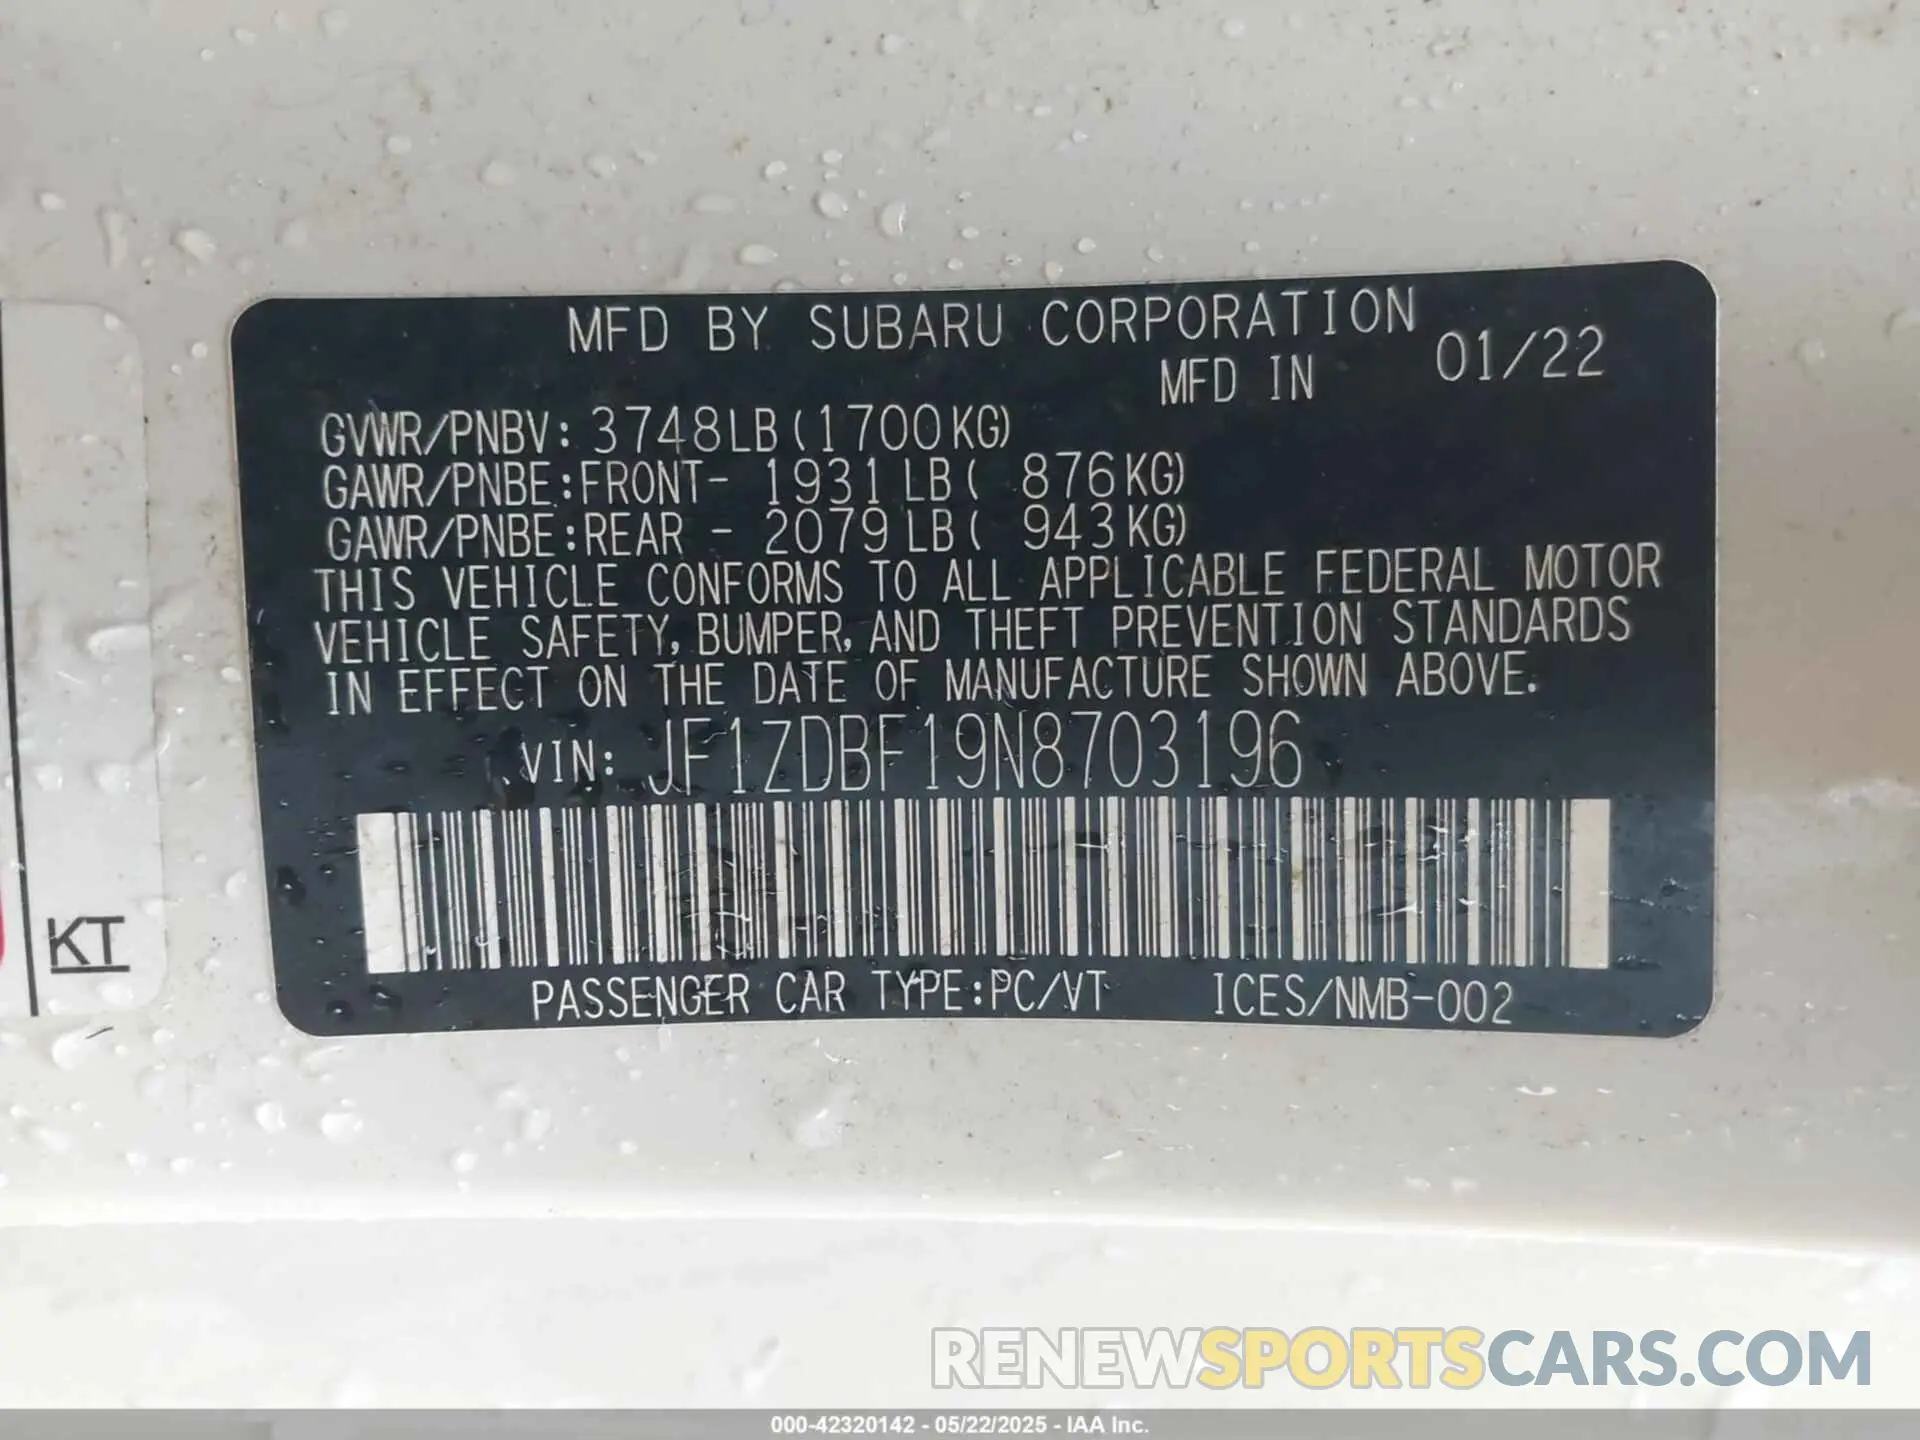 MFD BY SUBARU CORPORATION
MFD IN 01/22
GVWR/PNBV: 3748LB(1700KG)
GAWR/PNBE:FRONT- 1931LB( 876KG)
GAWR/PNBE:REAR - 2079LB( 943KG)
THIS VEHICLE CONFORMS TO ALL APPLICABLE FEDERAL MOTOR
VEHICLE SAFETY, BUMPER, AND THEFT PREVENTION STANDARDS
IN EFFECT ON THE DATE OF MANUFACTURE SHOWN ABOVE.
VIN: JF1ZDBF19N8703196
PASSENGER CAR TYPE:PC/VT ICES/NMB-002
KT
RENEWSPORTSCARS.COM
000-42320142 - 05/22/2025 - IAA Inc.